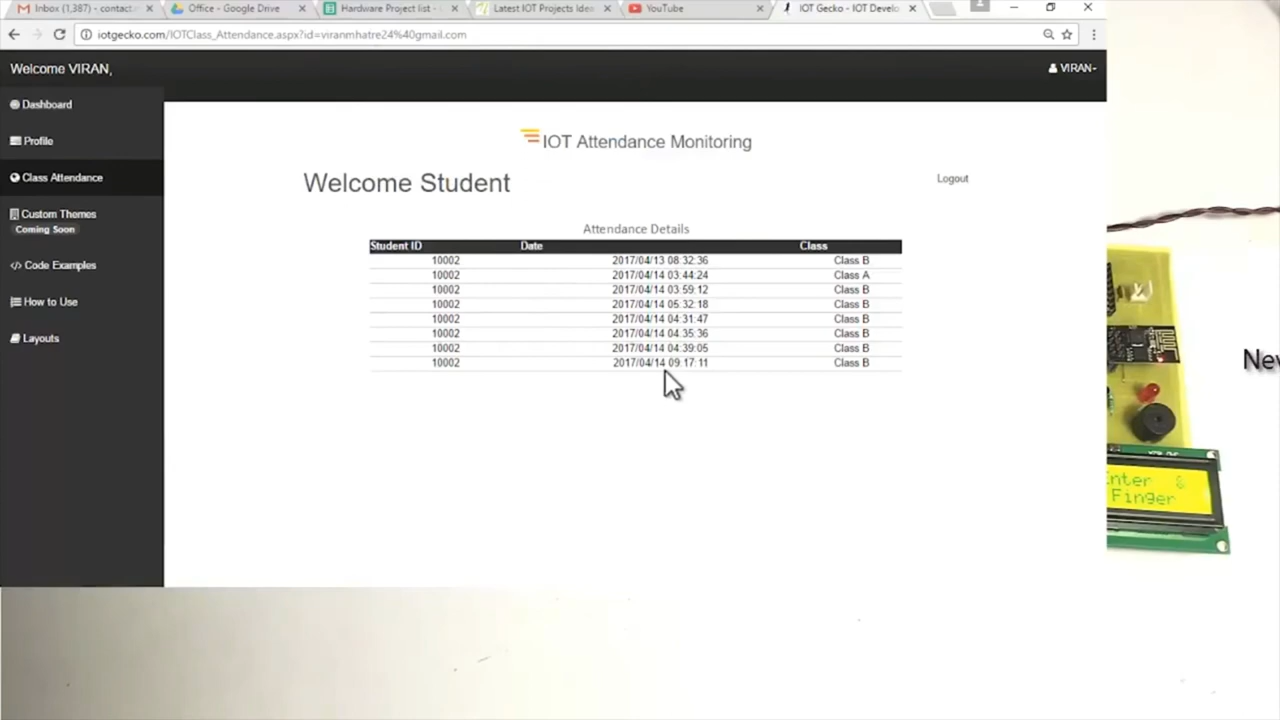 Inbox (1,387) - contact.
Office - Google Drive
Hardware Project list -
Latest IOT Projects Idea
YouTube
IOT Gecko - IOT Develo
iotgecko.com/IOTClass_Attendance.aspx?id=viranmhatre24%40gmail.com
Welcome VIRAN,
VIRAN
Dashboard
Profile
Class Attendance
Custom Themes
Coming Soon
</> Code Examples
How to Use
Layouts
IOT Attendance Monitoring
Welcome Student
Logout
Attendance Details
Student ID Date Class
10002 2017/04/13 08:32:36 Class B
10002 2017/04/14 03:44:24 Class A
10002 2017/04/14 03:59:12 Class B
10002 2017/04/14 05:32:18 Class B
10002 2017/04/14 04:31:47 Class B
10002 2017/04/14 04:35:36 Class B
10002 2017/04/14 04:39:05 Class B
10002 2017/04/14 09:17:11 Class B
nter
Finger